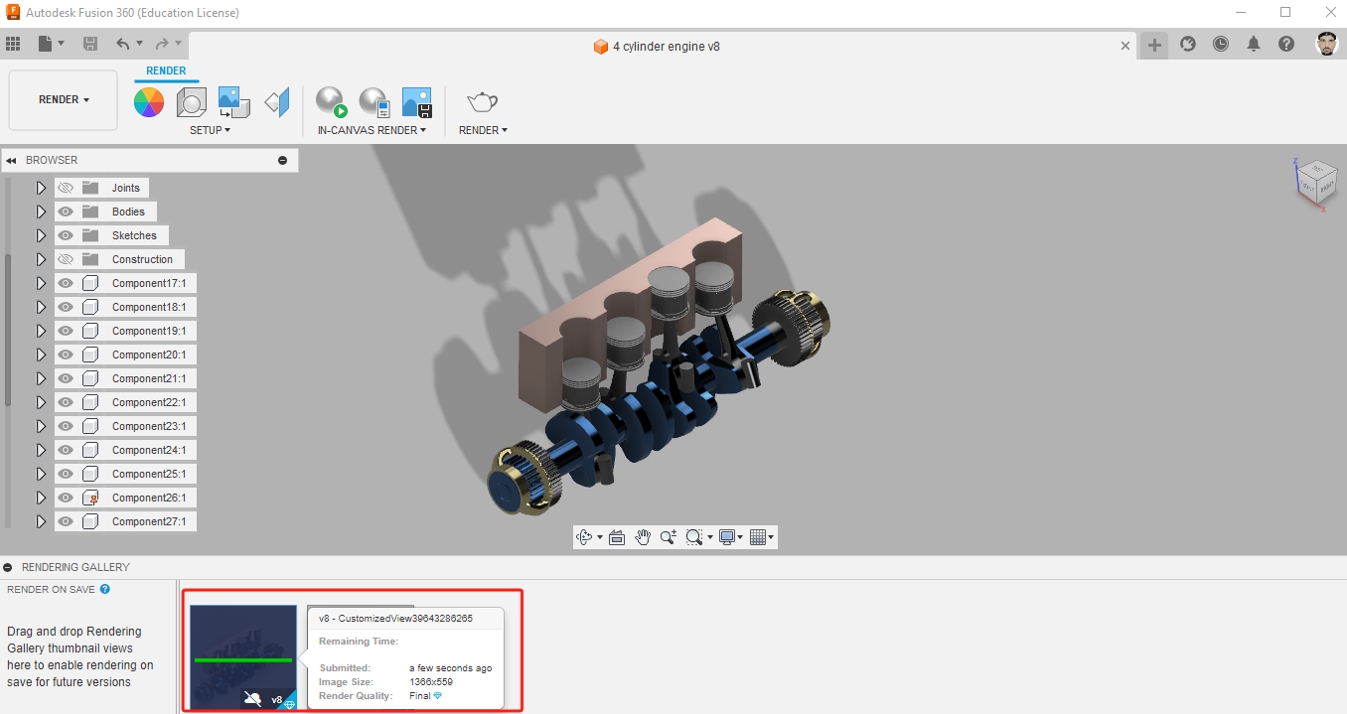 Autodesk Fusion 360 (Education License)
4 cylinder engine v8
RENDER
RENDER
SETUP
IN-CANVAS RENDER
RENDER
BROWSER
Joints
Bodies
Sketches
Construction
Component17:1
Component18:1
Component19:1
Component20:1
Component21:1
Component22:1
Component23:1
Component24:1
Component25:1
Component26:1
Component27:1
Z
X
RENDERING GALLERY
RENDER ON SAVE
Drag and drop Rendering
Gallery thumbnail views
here to enable rendering on
save for future versions
v8
v8 - CustomizedView39643286265
Remaining Time:
Submitted: a few seconds ago
Image Size: 1366x559
Render Quality: Final